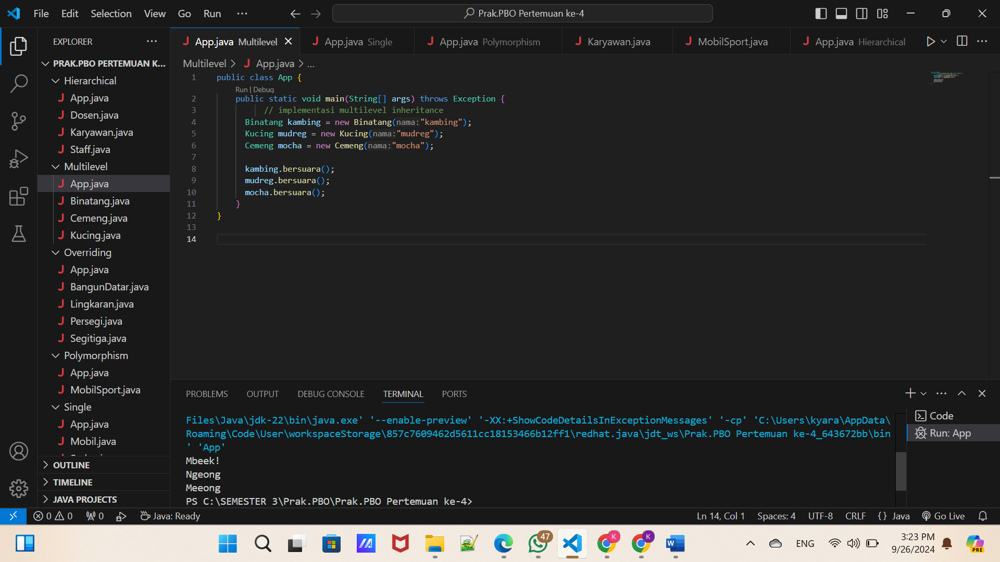 File Edit Selection View Go Run ...
Prak.PBO Pertemuan ke-4
EXPLORER
PRAK.PBO PERTEMUAN K...
Hierarchical
App.java
Dosen.java
Karyawan.java
Staff.java
Multilevel
App.java
Binatang.java
Cemeng.java
Kucing.java
Overriding
App.java
BangunDatar.java
Lingkaran.java
Persegi.java
Segitiga.java
Polymorphism
App.java
MobilSport.java
Single
App.java
Mobil.java
OUTLINE
TIMELINE
JAVA PROJECTS
App.java Multilevel App.java Single App.java Polymorphism Karyawan.java MobilSport.java App.java Hierarchical
Multilevel > App.java > ...
1 public class App {
Run | Debug
2 public static void main(String[] args) throws Exception {
3 // implementasi multilevel inheritance
4 Binatang kambing = new Binatang(nama:"kambing");
5 Kucing mudreg = new Kucing(nama:"mudreg");
6 Cemeng mocha = new Cemeng(nama:"mocha");
7
8 kambing.bersuara();
9 mudreg.bersuara();
10 mocha.bersuara();
11 }
12 }
13
14
PROBLEMS OUTPUT DEBUG CONSOLE TERMINAL PORTS
Files\Java\jdk-22\bin\java.exe' '--enable-preview' '-XX:+ShowCodeDetailsInExceptionMessages' '-cp' 'C:\Users\kyara\AppData\
Roaming\Code\User\workspaceStorage\857c7609462d5611cc18153466b12ff1\redhat.java\jdt_ws\Prak.PBO Pertemuan ke-4_643672bb\bin
' 'App'
Mbeek!
Ngeong
Meeong
PS C:\SEMESTER 3\Prak.PBO\Prak.PBO Pertemuan ke-4>
Code
Run: App
0 0 0 Java: Ready
Ln 14, Col 1 Spaces: 4 UTF-8 CRLF {} Java Go Live
47
K
K
ENG
3:23 PM
9/26/2024
PRE